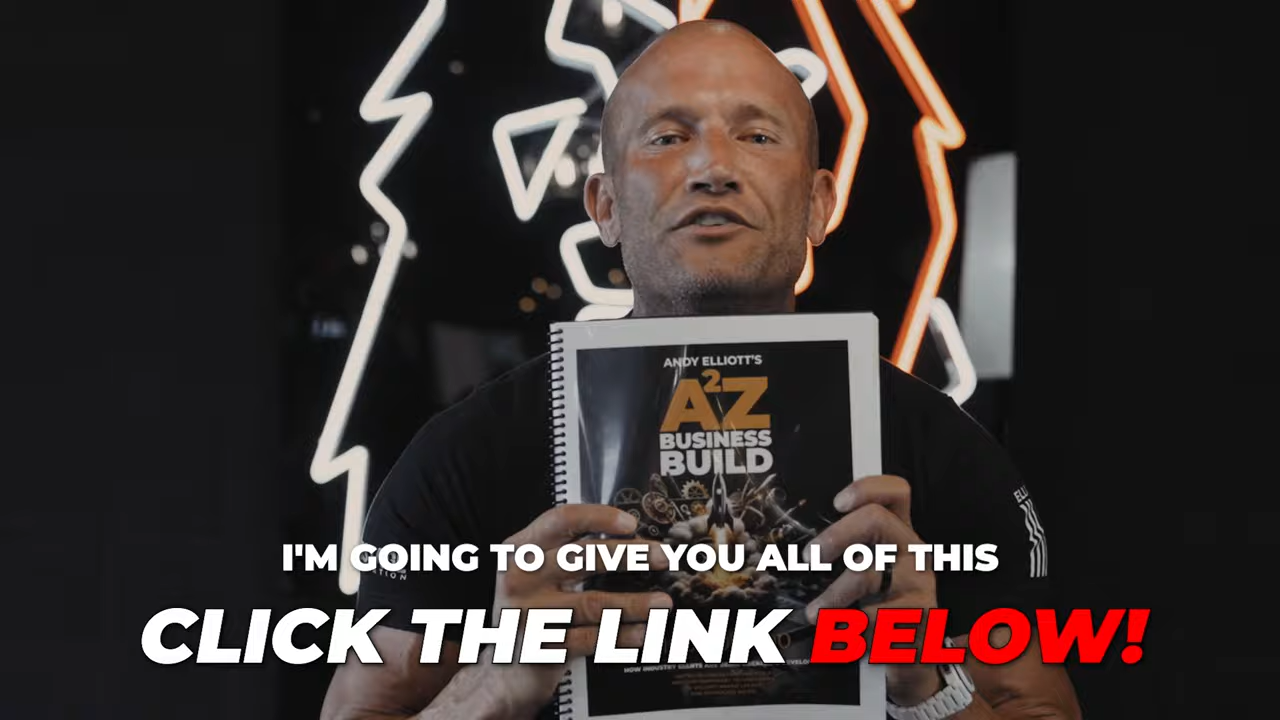 ANDY ELLIOTT'S
A2Z
BUSINESS
BUILD
I'M GOING TO GIVE YOU ALL OF THIS
CLICK THE LINK BELOW!